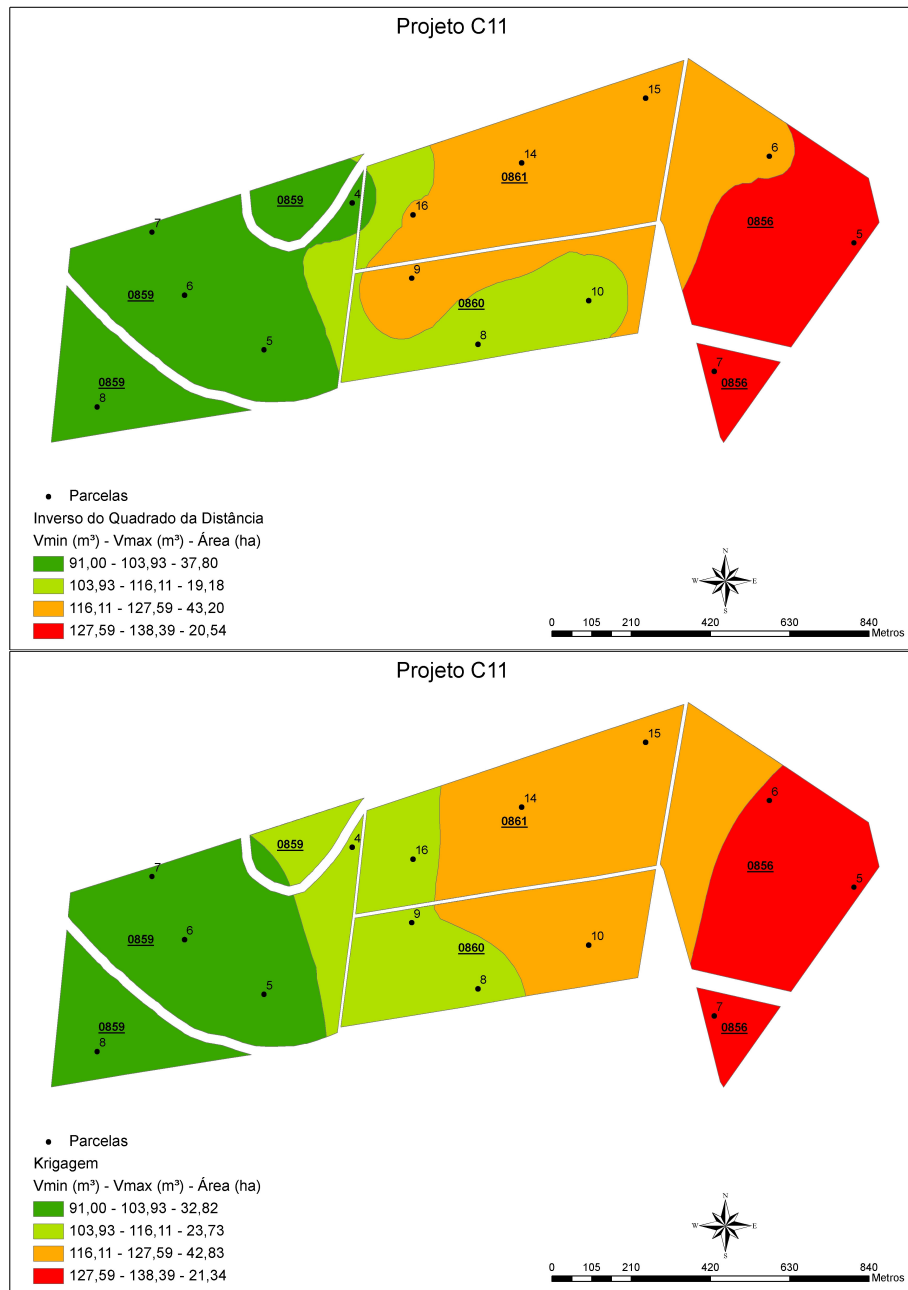 Projeto C11
15
14
0861
6
0859
4
16
0856
7
5
9
6
0859
0860
10
8
5
7
0859
0856
8
Parcelas
Inverso do Quadrado da Distância
Vmin (m³) - Vmax (m³) - Área (ha)
91,00 - 103,93 - 37,80
103,93 - 116,11 - 19,18
116,11 - 127,59 - 43,20
127,59 - 138,39 - 20,54
N
W E
S
0 105 210 420 630 840
Metros
Projeto C11
15
14
0861
6
0859
4
16
0856
7
5
9
6
0859
0860
10
8
5
7
0859
0856
8
Parcelas
Krigagem
Vmin (m³) - Vmax (m³) - Área (ha)
91,00 - 103,93 - 32,82
103,93 - 116,11 - 23,73
116,11 - 127,59 - 42,83
127,59 - 138,39 - 21,34
N
W E
S
0 105 210 420 630 840
Metros